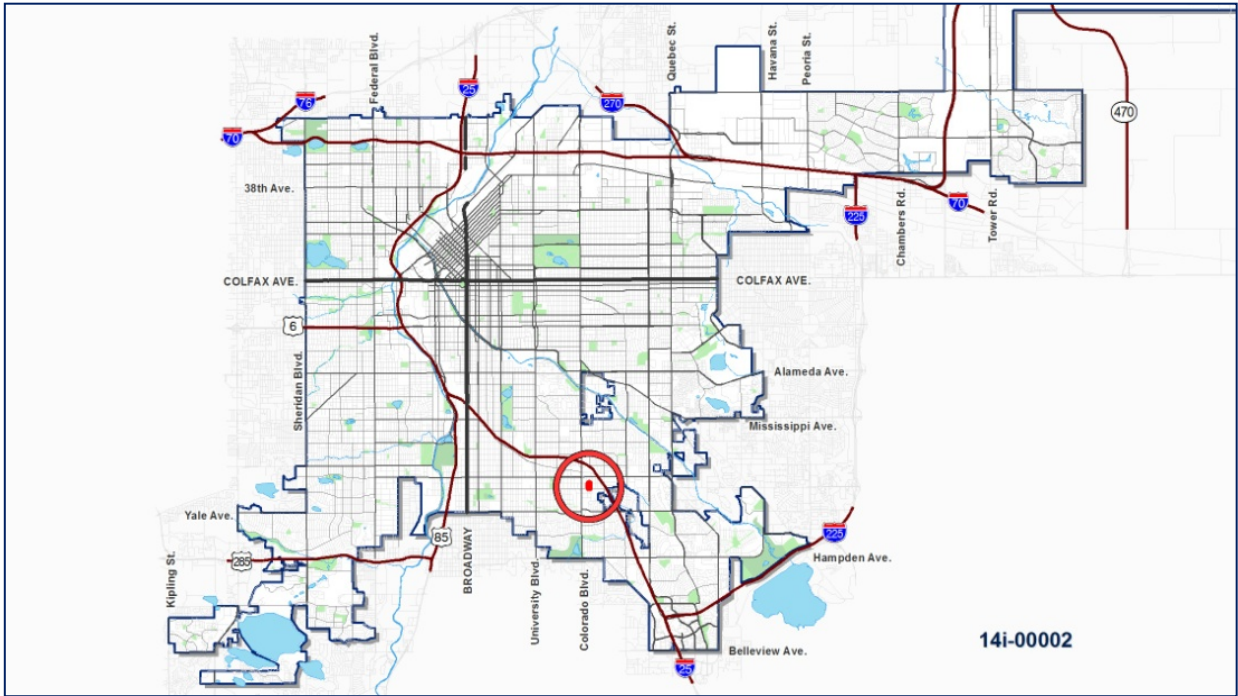 Federal Blvd.
25
Quebec St.
Havana St.
Peoria St.
76
270
470
70
38th Ave.
225
Chambers Rd.
70
Tower Rd.
COLFAX AVE.
COLFAX AVE.
6
Sheridan Blvd.
Alameda Ave.
Mississippi Ave.
Yale Ave.
85
BROADWAY
225
285
Kipling St.
University Blvd.
Colorado Blvd.
Hampden Ave.
14i-00002
Belleview Ave.
25